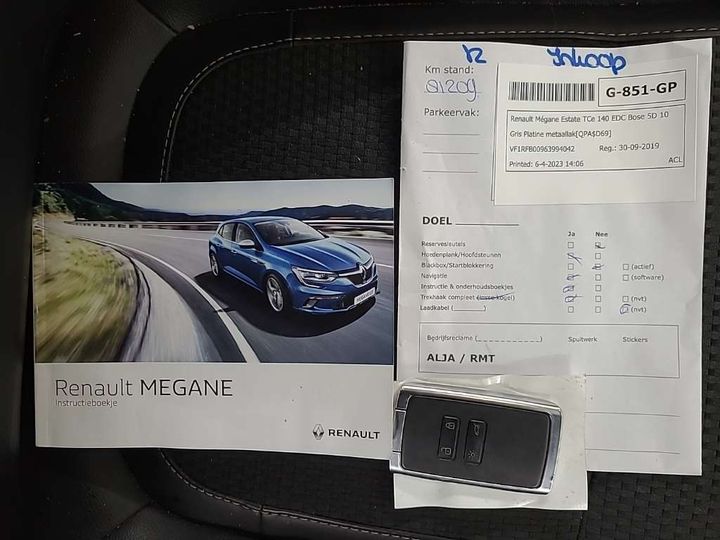 Renault MEGANE
Instructieboekje
RENAULT
Inkoop
Km stand:
Parkeervak:
G-851-GP
Renault Mégane Estate TCe 140 EDC Bose 5D 10
Gris Platine metaallak[QPA$D69]
VF1RFB00963994042 Reg.: 30-09-2019
Printed: 6-4-2023 14:06 ACL
DOEL
Ja Nee
Reservesleutels
Hoedenplank/Hoofdsteunen
Blackbox/Startblokkering (actief)
Navigatie (software)
Instructie & onderhoudsboekjes
Trekhaak compleet (losse kogel) (nvt)
Laadkabel (nvt)
Bedrijfsreclame (__________) Spuitwerk Stickers
ALJA / RMT